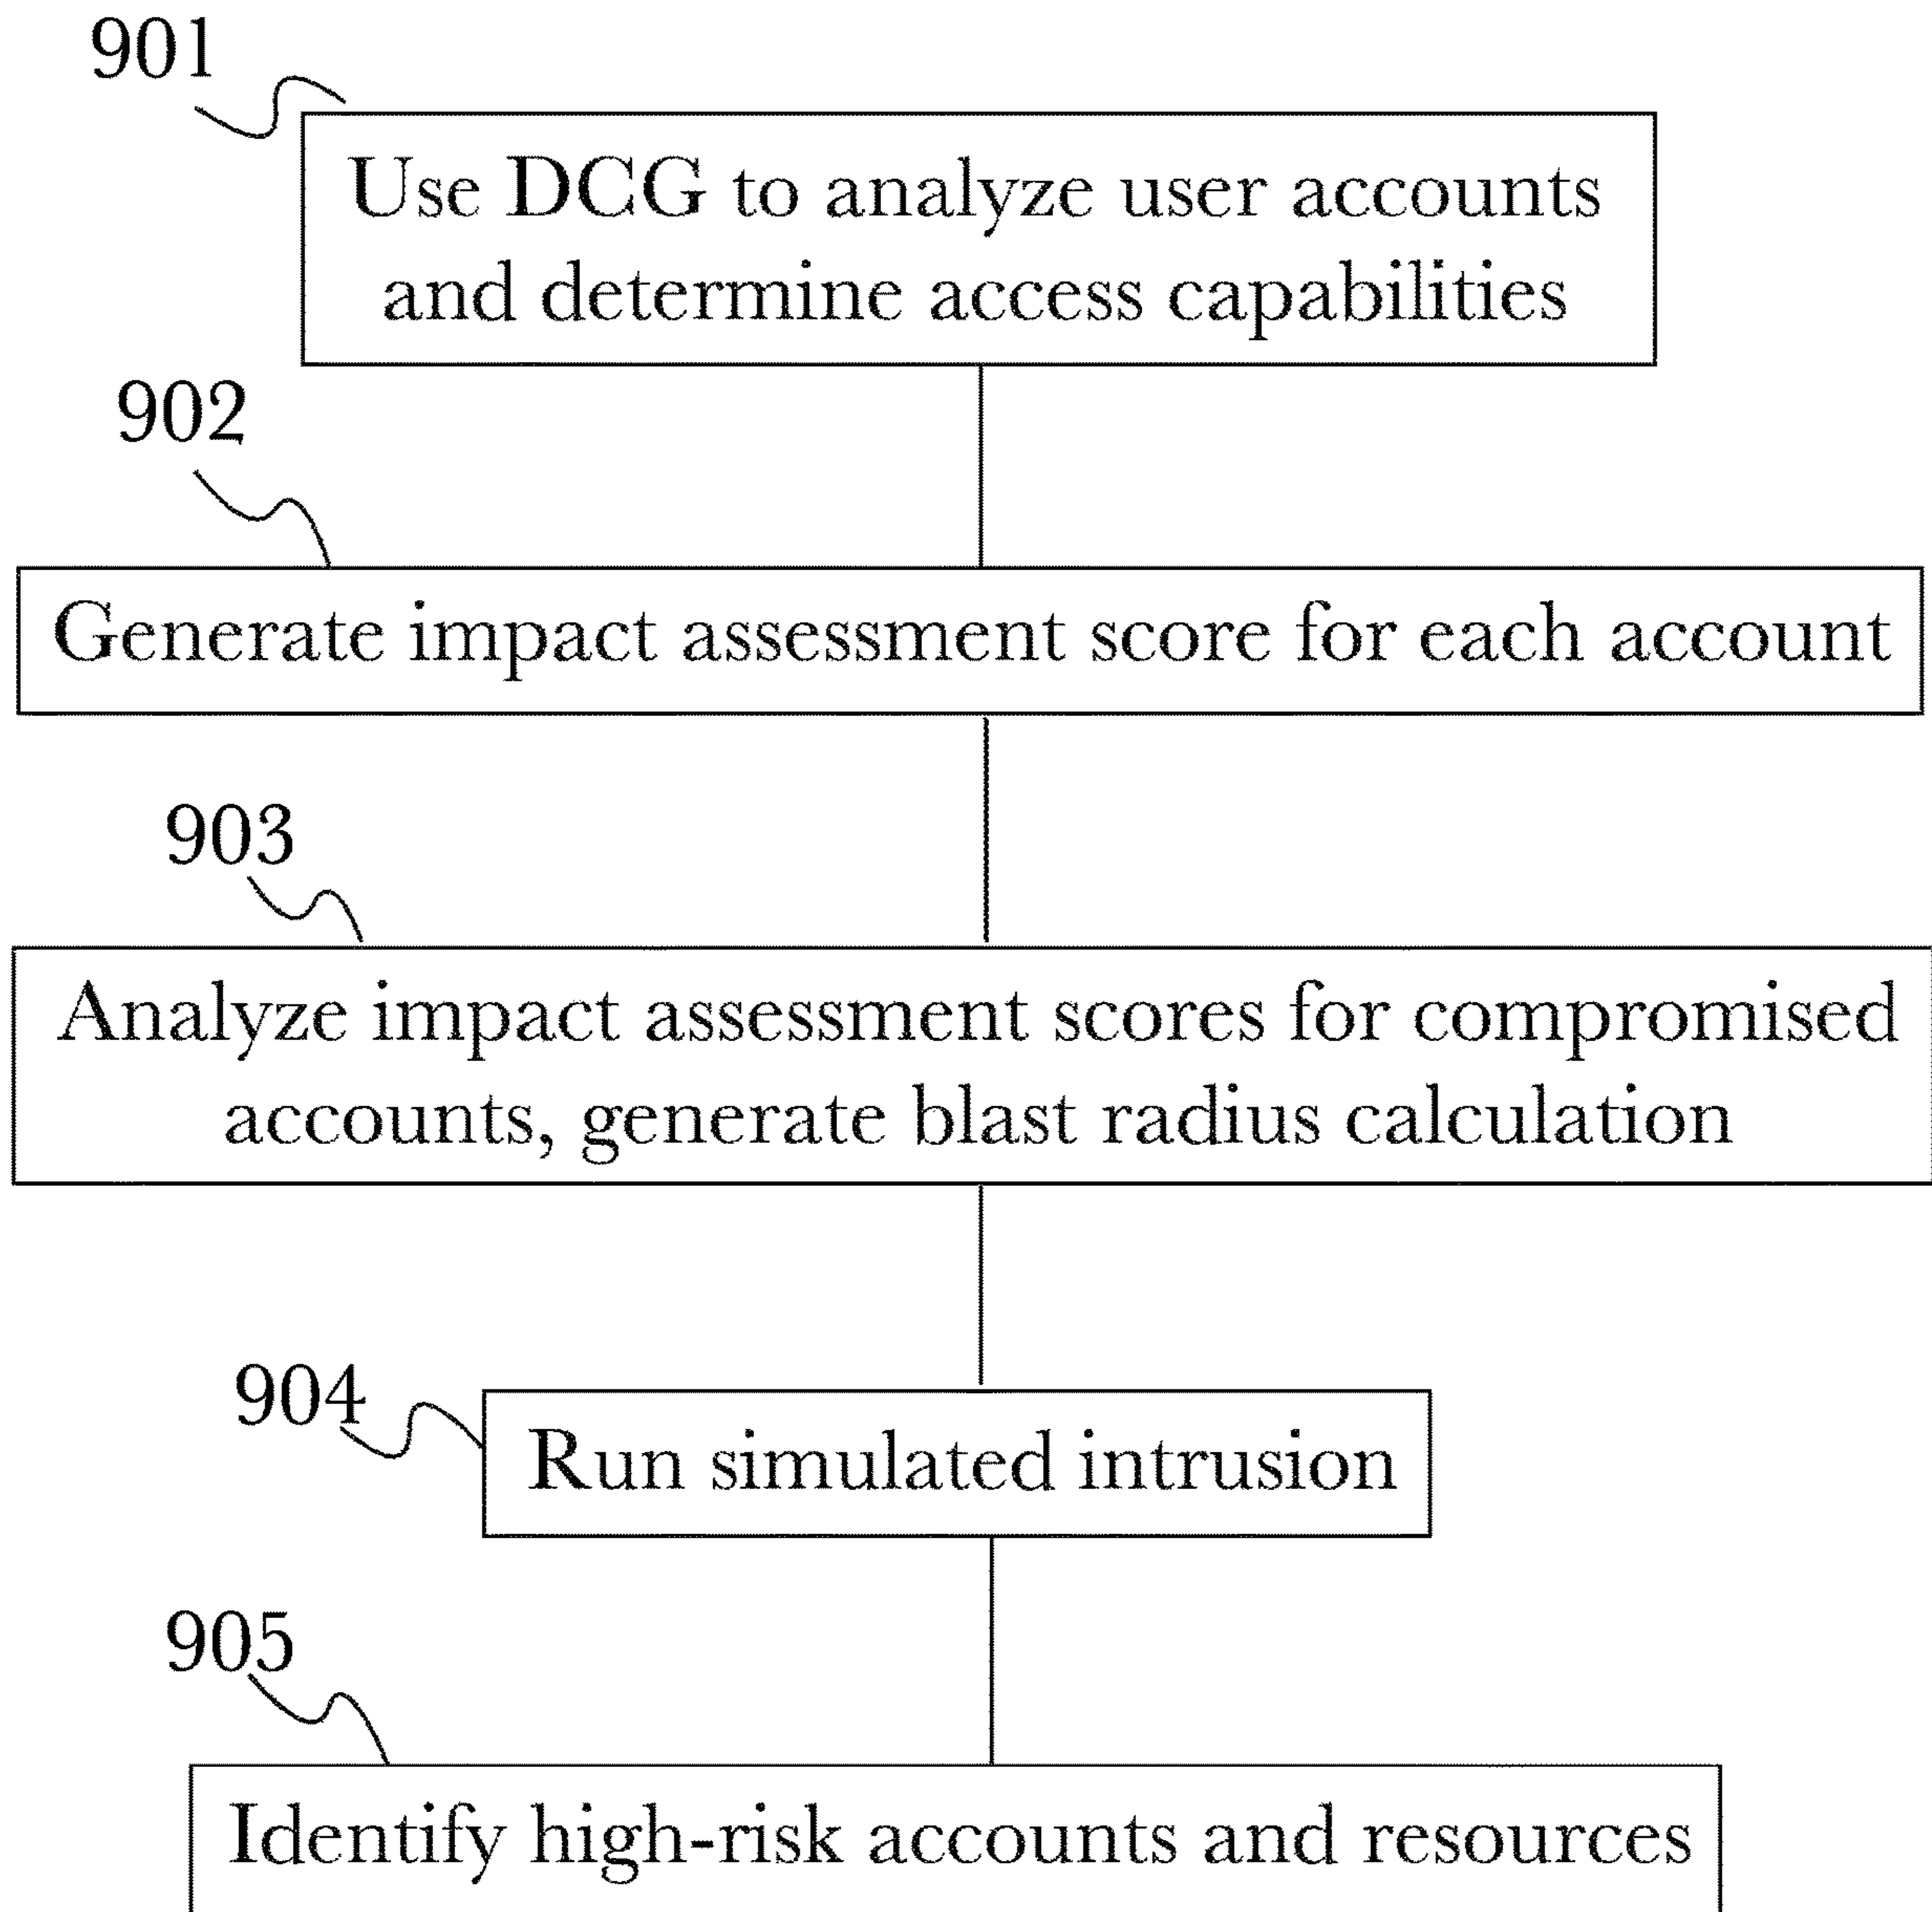 901
Use DCG to analyze user accounts
and determine access capabilities
902
Generate impact assessment score for each account
903
Analyze impact assessment scores for compromised
accounts, generate blast radius calculation
904
Run simulated intrusion
905
Identify high-risk accounts and resources